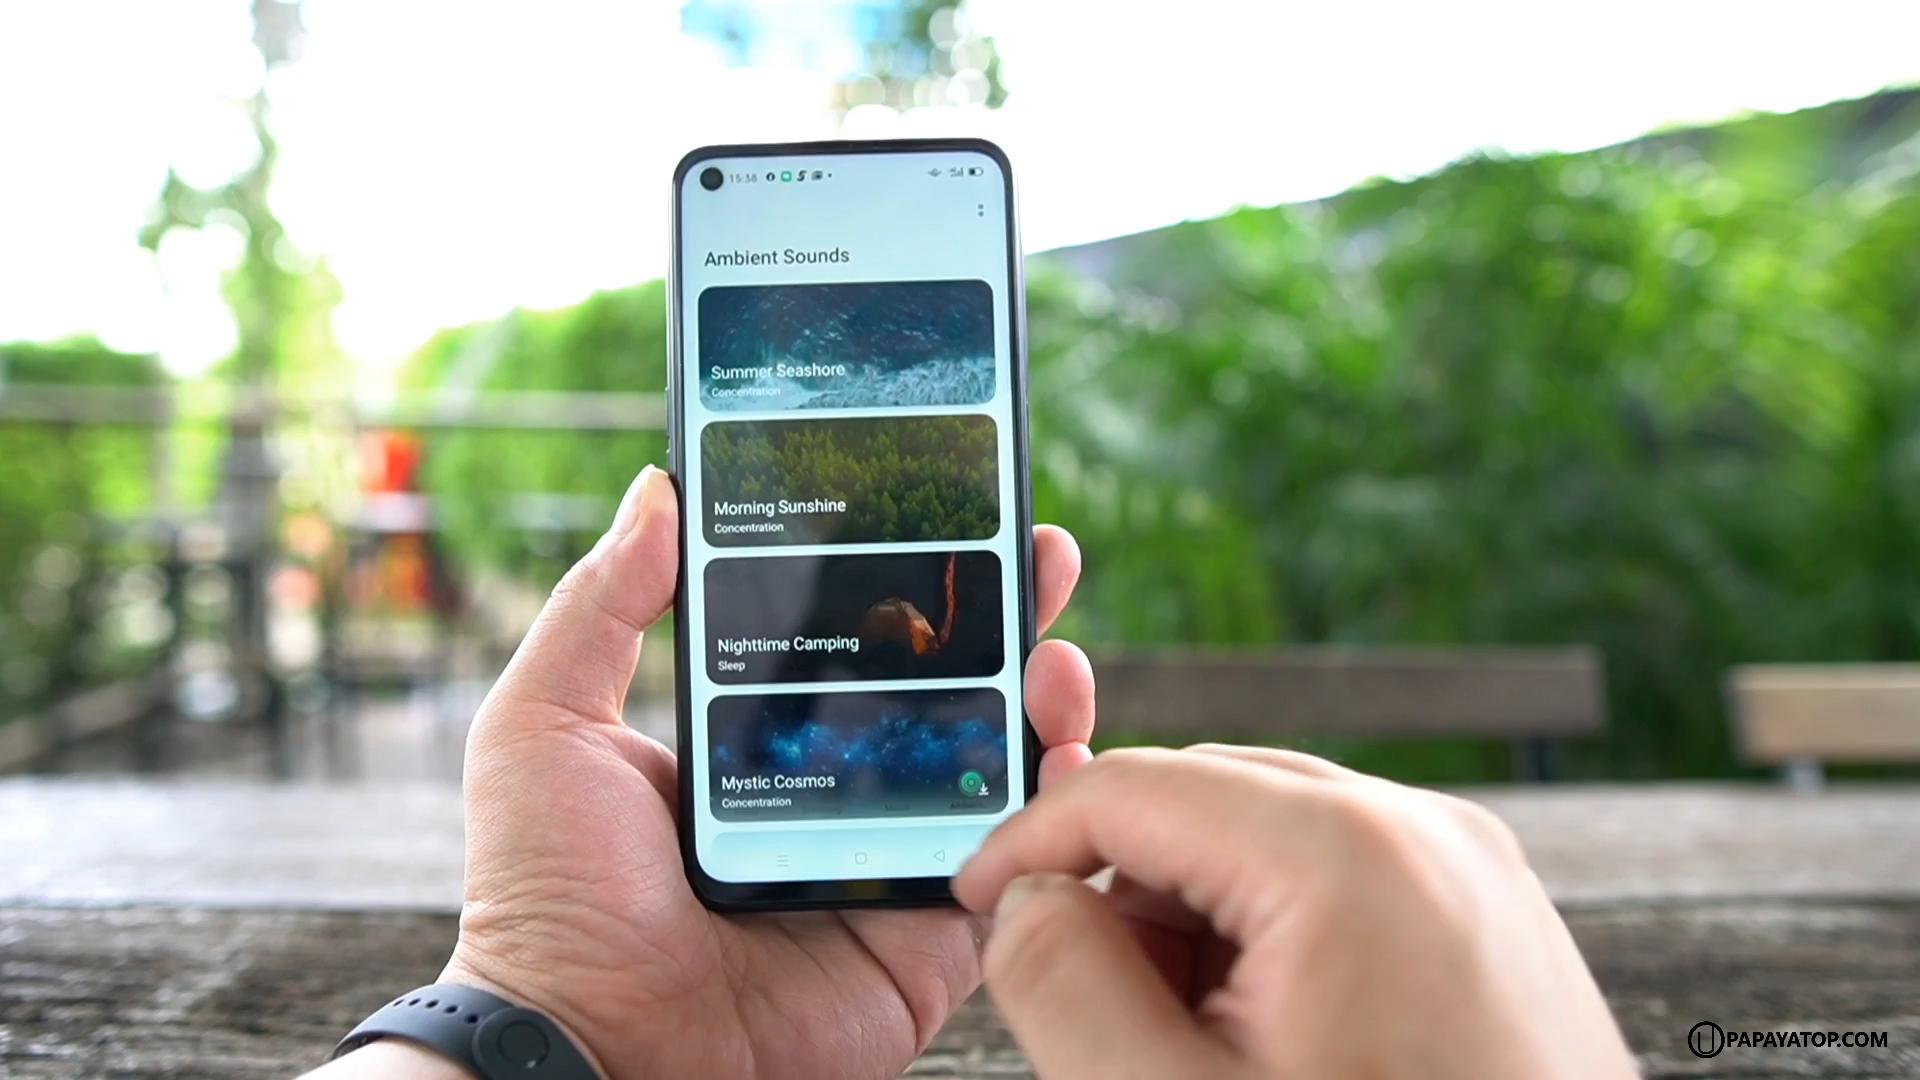 15:38
Ambient Sounds
Summer Seashore
Concentration
Morning Sunshine
Concentration
Nighttime Camping
Sleep
Mystic Cosmos
Concentration
PAPAYATOP.COM